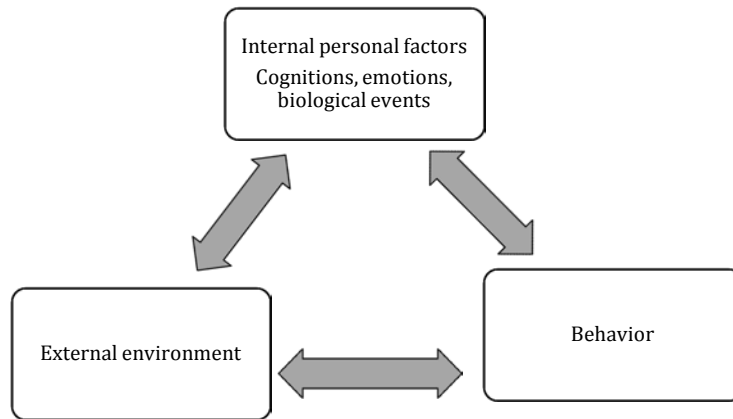 Internal personal factors
Cognitions, emotions,
biological events
External environment
Behavior